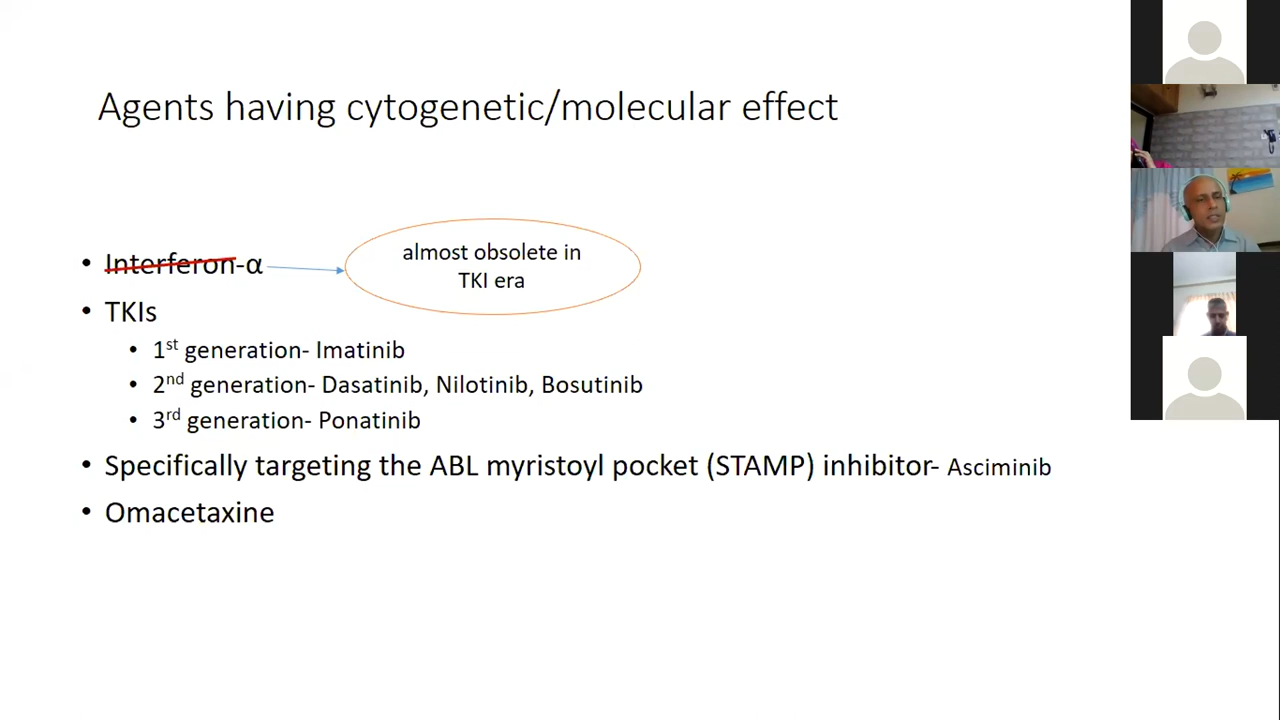 Agents having cytogenetic/molecular effect
• Interferon-α
almost obsolete in
TKI era
• TKIs
• 1st generation- Imatinib
• 2nd generation- Dasatinib, Nilotinib, Bosutinib
• 3rd generation- Ponatinib
• Specifically targeting the ABL myristoyl pocket (STAMP) inhibitor- Asciminib
• Omacetaxine